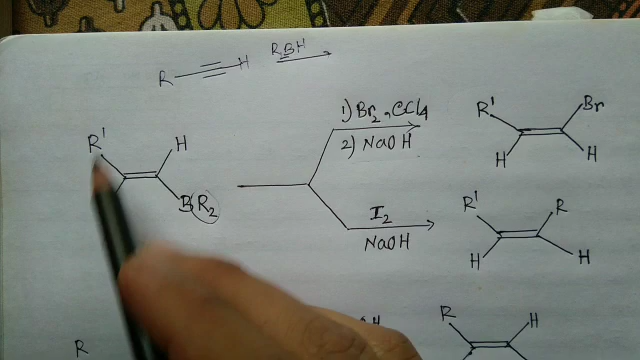 R ≡ H R2BH
1) Br2, CCl4
2) NaOH
R' H BR2
R' Br H H
I2
NaOH
R' R H H
H
R H
R